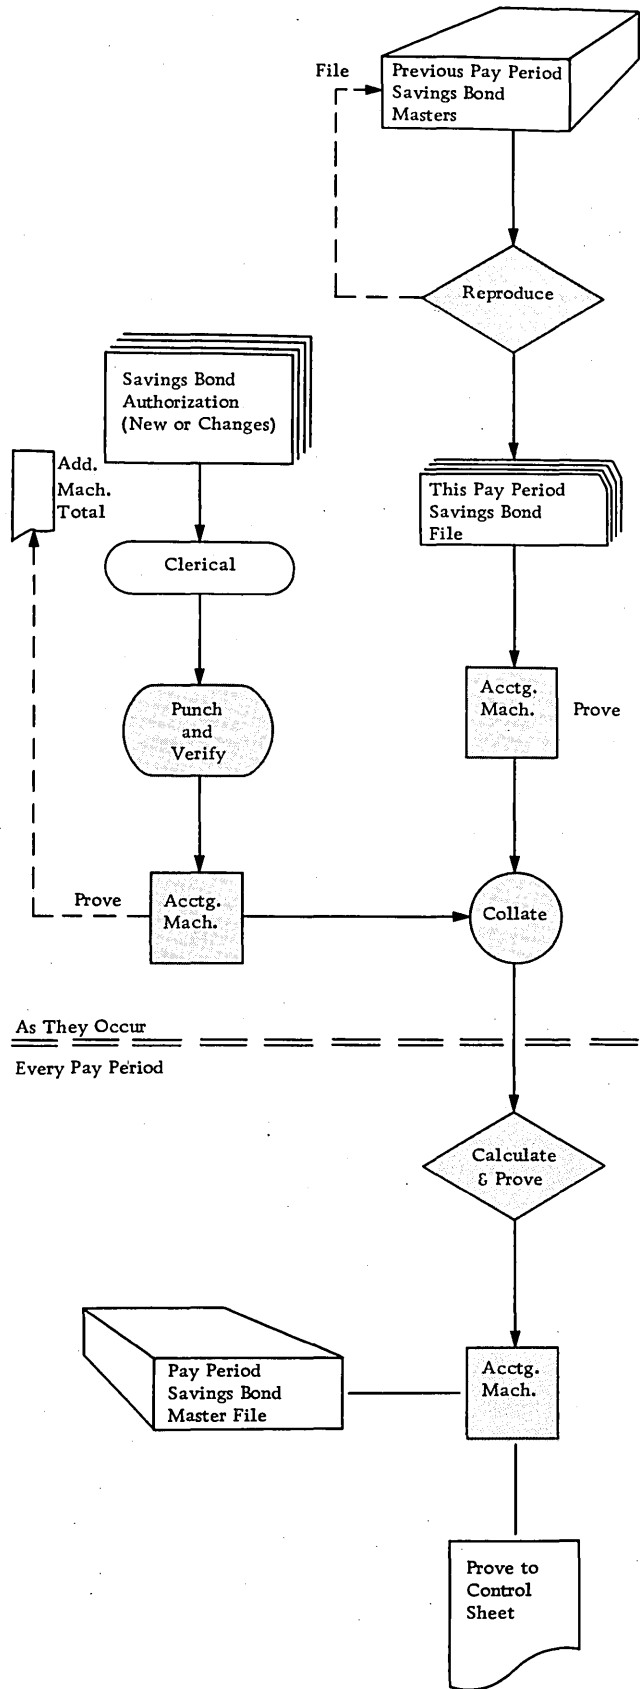 File
Previous Pay Period
Savings Bond
Masters
Reproduce
Savings Bond
Authorization
(New or Changes)
Add.
Mach.
Total
Clerical
This Pay Period
Savings Bond
File
Punch
and
Verify
Acctg.
Mach.
Prove
Prove
Acctg.
Mach.
Collate
As They Occur
Every Pay Period
Calculate
& Prove
Pay Period
Savings Bond
Master File
Acctg.
Mach.
Prove to
Control
Sheet